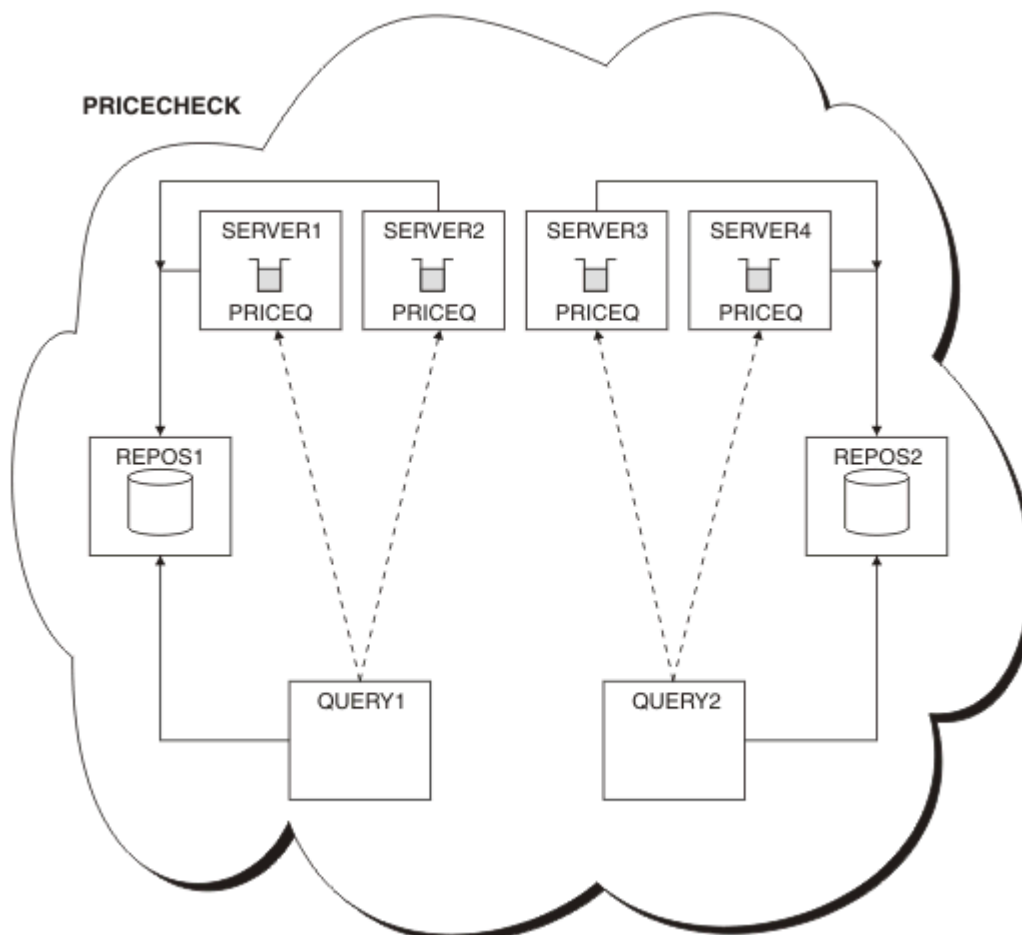 PRICECHECK
SERVER1
SERVER2
SERVER3
SERVER4
PRICEQ
PRICEQ
PRICEQ
PRICEQ
REPOS1
REPOS2
QUERY1
QUERY2